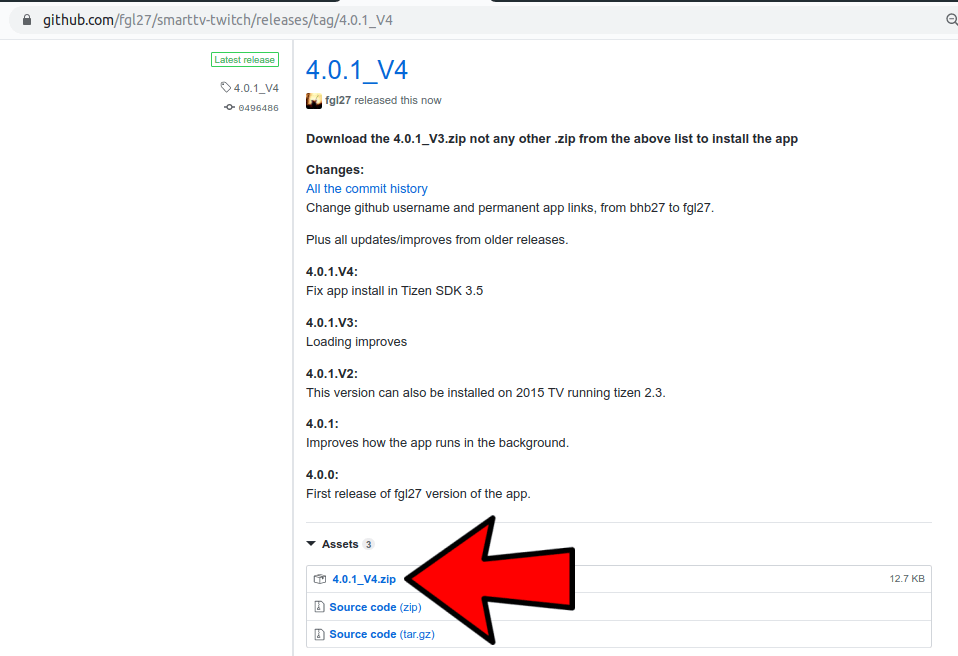 github.com/fgl27/smarttv-twitch/releases/tag/4.0.1_V4
Latest release
4.0.1_V4
0496486
4.0.1_V4
fgl27 released this now
Download the 4.0.1_V3.zip not any other .zip from the above list to install the app
Changes:
All the commit history
Change github username and permanent app links, from bhb27 to fgl27.
Plus all updates/improves from older releases.
4.0.1.V4:
Fix app install in Tizen SDK 3.5
4.0.1.V3:
Loading improves
4.0.1.V2:
This version can also be installed on 2015 TV running tizen 2.3.
4.0.1:
Improves how the app runs in the background.
4.0.0:
First release of fgl27 version of the app.
Assets 3
4.0.1_V4.zip 12.7 KB
Source code (zip)
Source code (tar.gz)